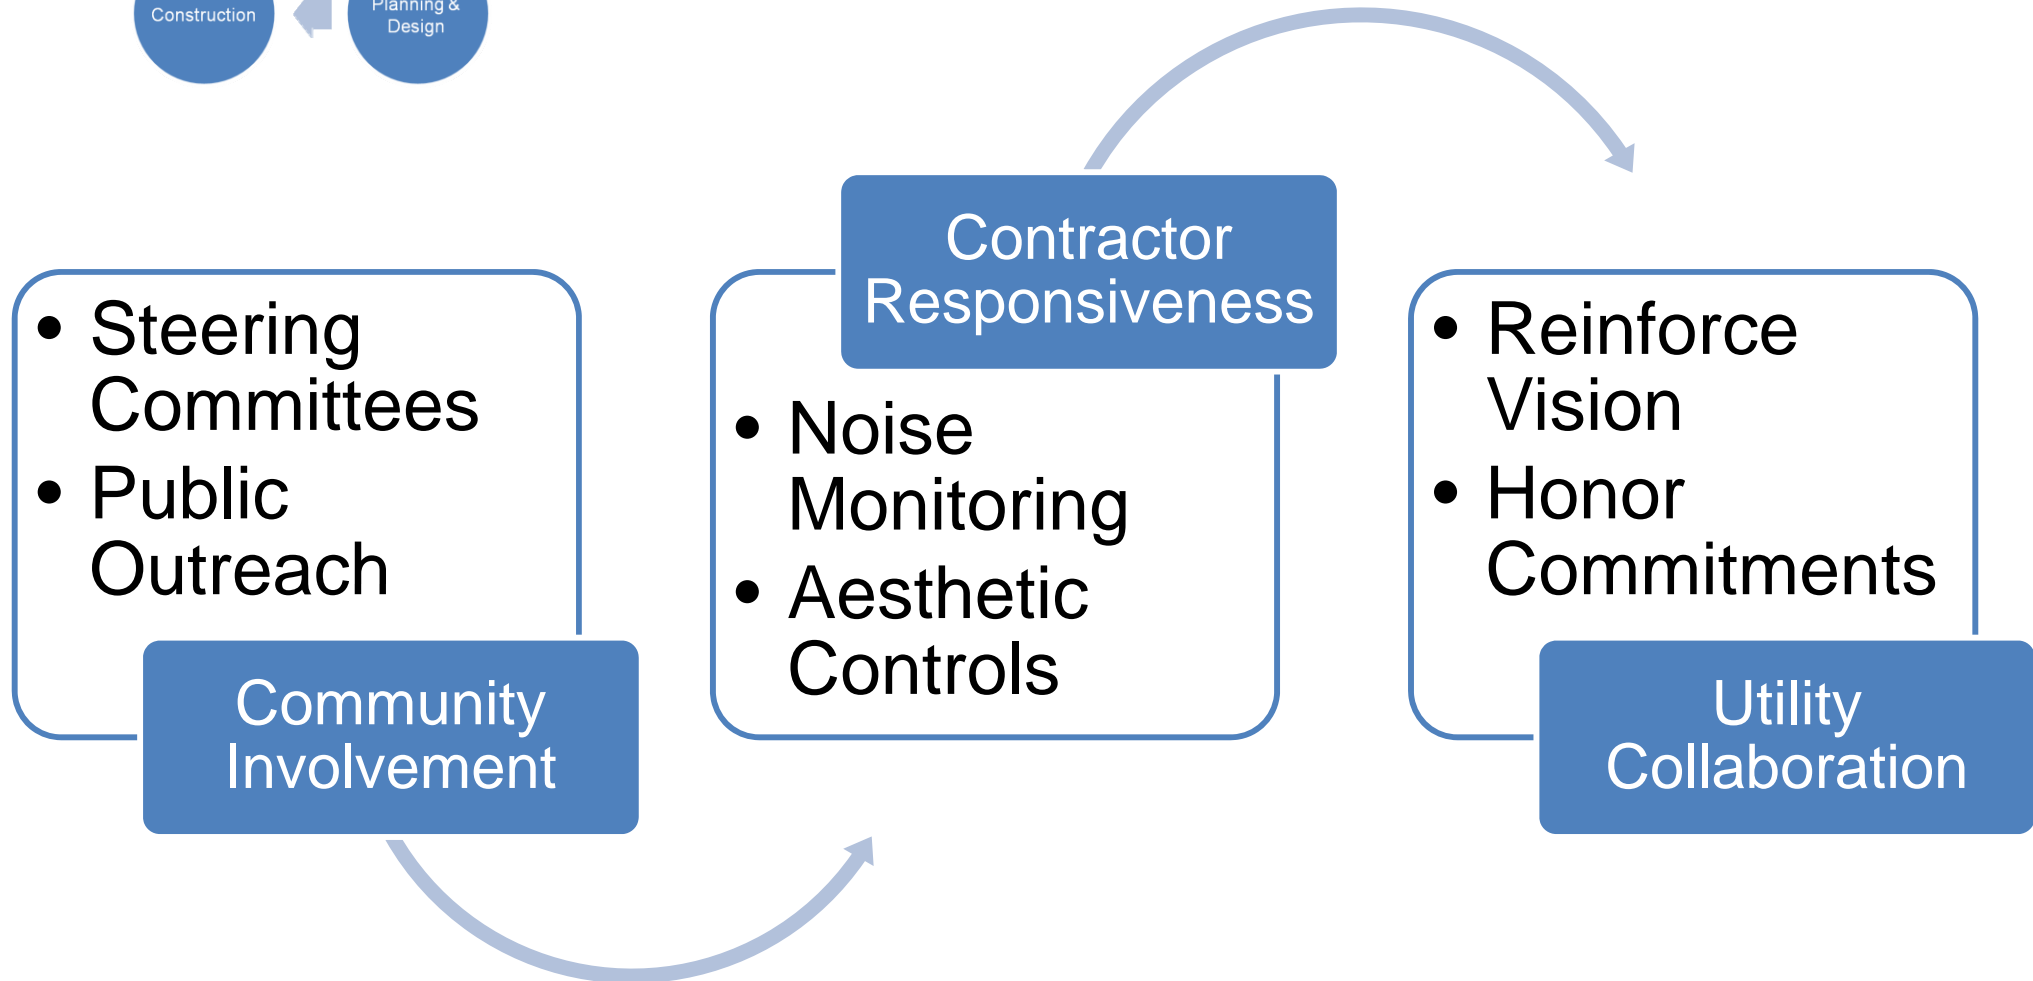 Construction
Planning &
Design
• Steering
Committees
• Public
Outreach
Community
Involvement
Contractor
Responsiveness
• Noise
Monitoring
• Aesthetic
Controls
• Reinforce
Vision
• Honor
Commitments
Utility
Collaboration